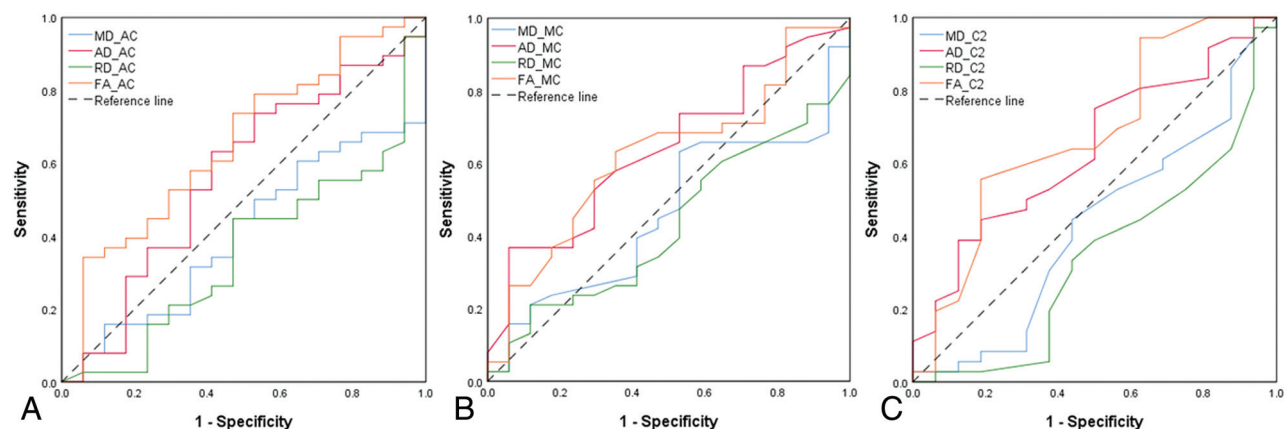 1.0
0.8
0.6
0.4
0.2
0.0
Sensitivity
MD_AC
AD_AC
RD_AC
FA_AC
Reference line
0.0 0.2 0.4 0.6 0.8 1.0
1 - Specificity
A
1.0
0.8
0.6
0.4
0.2
0.0
Sensitivity
MD_MC
AD_MC
RD_MC
FA_MC
Reference line
0.0 0.2 0.4 0.6 0.8 1.0
1 - Specificity
B
1.0
0.8
0.6
0.4
0.2
0.0
Sensitivity
MD_C2
AD_C2
RD_C2
FA_C2
Reference line
0.0 0.2 0.4 0.6 0.8 1.0
1 - Specificity
C